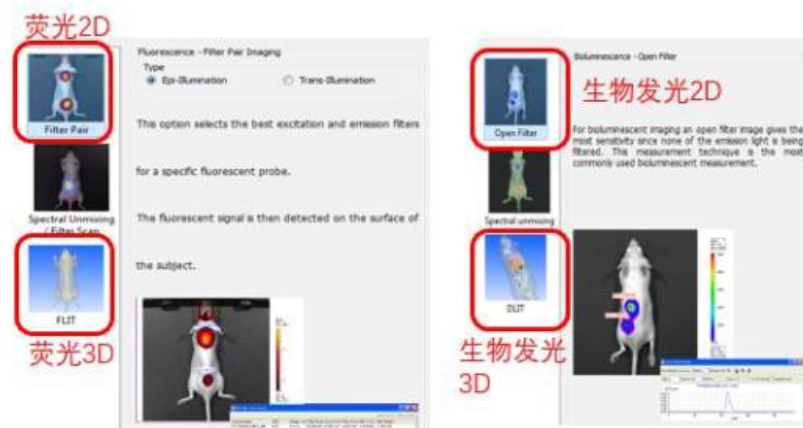 荧光2D
Filter Pair
Spectral Unmixing
/ Filter Scan
FLIT
荧光3D
Fluorescence - Filter Pair Imaging
Type
Epi-Illumination
Trans-Illumination
This option selects the best excitation and emission filters
for a specific fluorescent probe.
The fluorescent signal is then detected on the surface of
the subject.
Open Filter
Spectral unmixing
DLIT
生物发光
3D
Bioluminescence - Open Filter
生物发光2D
For bioluminescent imaging an open filter image gives the
most sensitivity since none of the emission light is being
filtered. This measurement technique is the most
commonly used bioluminescent measurement.